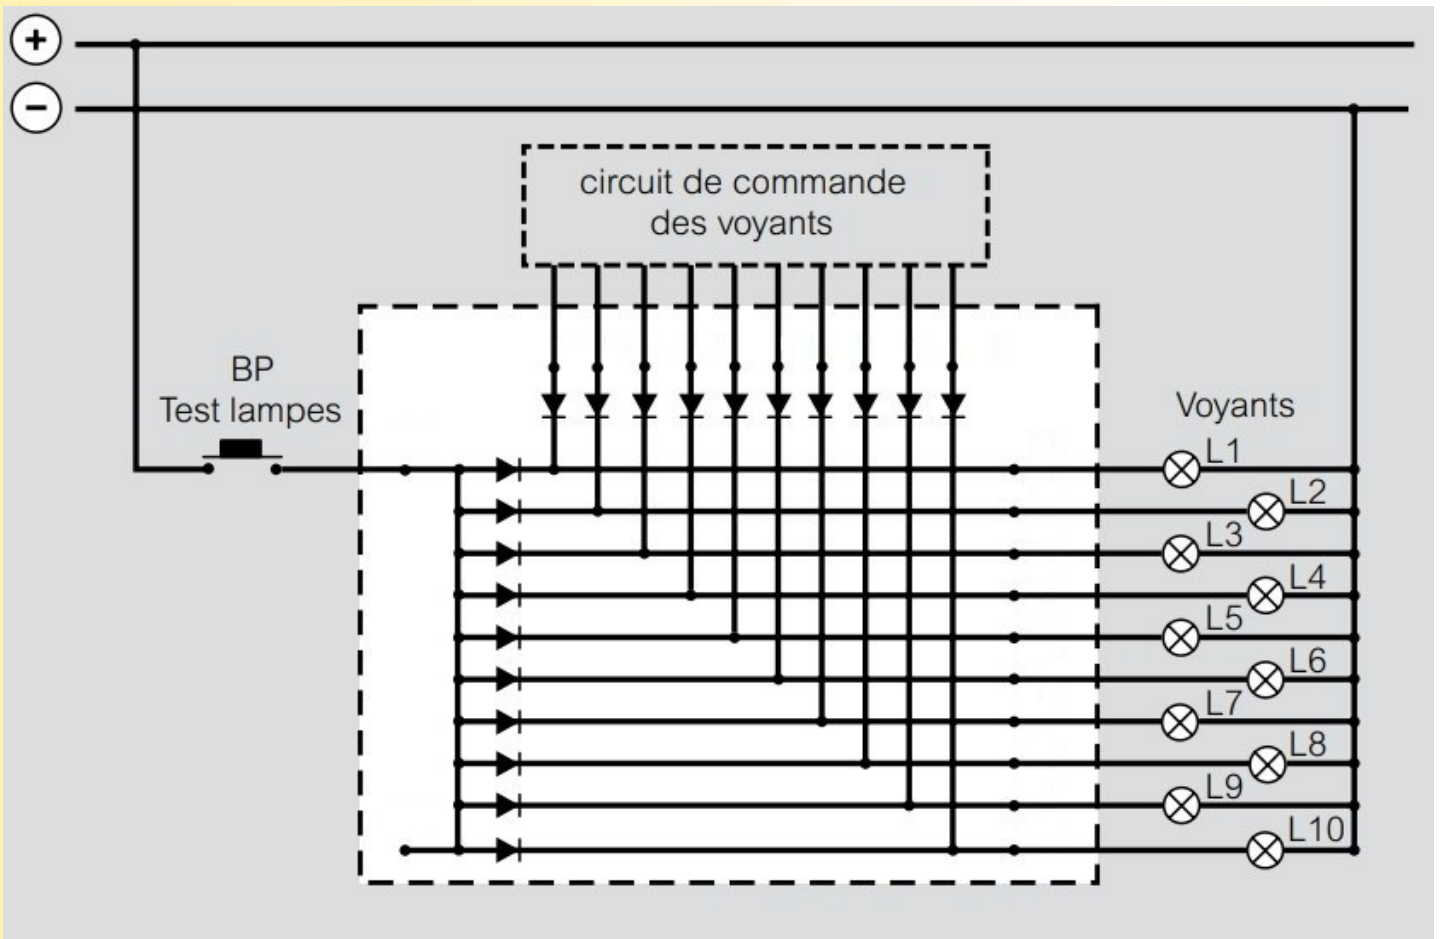 +
−
circuit de commande
des voyants
BP
Test lampes
Voyants
L1
L2
L3
L4
L5
L6
L7
L8
L9
L10